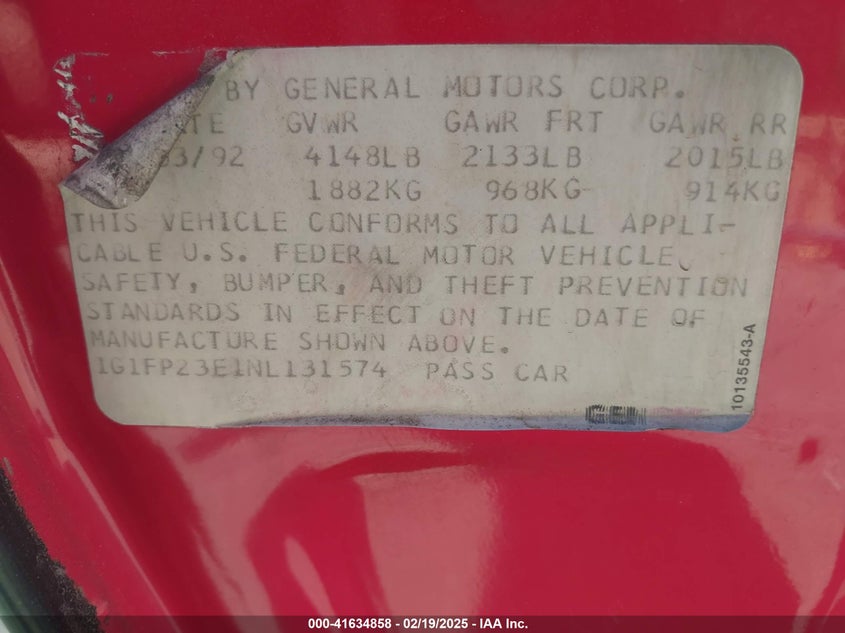 BY GENERAL MOTORS CORP.
GVWR GAWR FRT GAWR RR
3/92 4148LB 2133LB 2015LB
1882KG 968KG 914KG
THIS VEHICLE CONFORMS TO ALL APPLI-
CABLE U.S. FEDERAL MOTOR VEHICLE
SAFETY, BUMPER, AND THEFT PREVENTION
STANDARDS IN EFFECT ON THE DATE OF
MANUFACTURE SHOWN ABOVE.
1G1FP23E1NL131574 PASS CAR
10135543-A
000-41634858 - 02/19/2025 - IAA Inc.